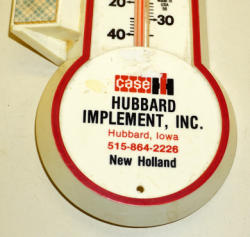 20
30
40
case IH
HUBBARD
IMPLEMENT, INC.
Hubbard, Iowa
515-864-2226
New Holland